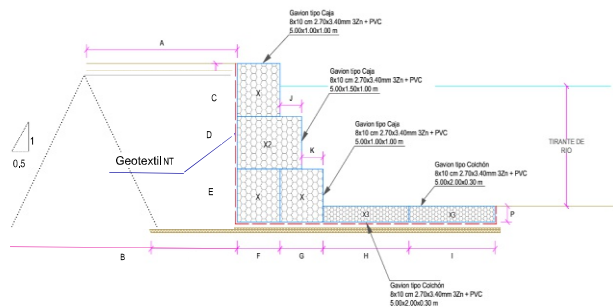 Gavion tipo Caja
8x10 cm 2.70x3.40mm 3Zn + PVC
5.00x1.00x1.00 m
A
Gavion tipo Caja
8x10 cm 2.70x3.40mm 3Zn + PVC
5.00x1.50x1.00 m
C
X
J
Gavion tipo Caja
8x10 cm 2.70x3.40mm 3Zn + PVC
5.00x1.00x1.00 m
TIRANTE DE
RIO
1
0,5
D
X2
K
Geotextil NT
Gavion tipo Colchón
8x10 cm 2.70x3.40mm 3Zn + PVC
5.00x2.00x0.30 m
E
X
X
X3
X3
P
B
F
G
H
I
Gavion tipo Colchón
8x10 cm 2.70x3.40mm 3Zn + PVC
5.00x2.00x0.30 m